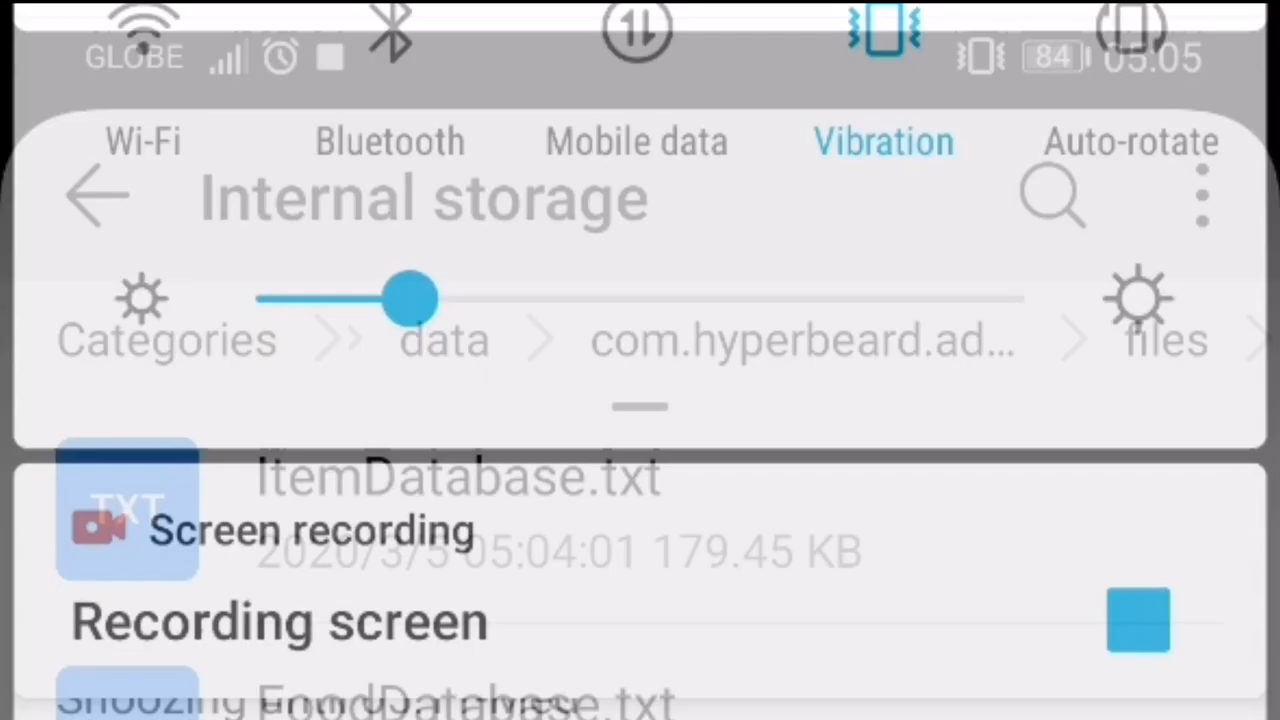 GLOBE 84 05:05
Wi-Fi Bluetooth Mobile data Vibration Auto-rotate
Internal storage
Categories data com.hyperbeard.ad... files
ItemDatabase.txt
TXT
Screen recording
2020/3/5 05:04:01 179.45 KB
Recording screen
Snoozing until
FoodDatabase.txt